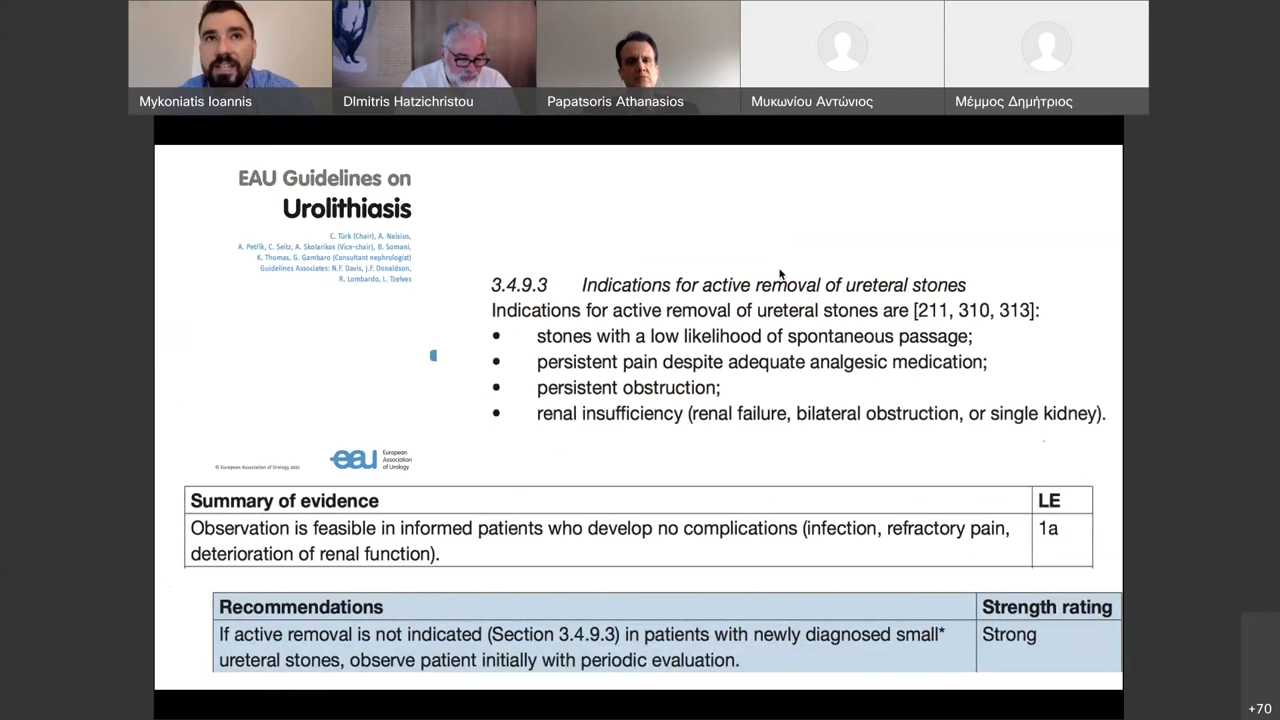 Mykoniatis Ioannis
DImitris Hatzichristou
Papatsoris Athanasios
Μυκωνίου Αντώνιος
Μέμμος Δημήτριος
EAU Guidelines on
Urolithiasis
C. Türk (Chair), A. Neisius,
A. Petřík, C. Seitz, A. Skolarikos (Vice-chair), B. Somani,
K. Thomas, G. Gambaro (Consultant nephrologist)
Guidelines Associates: N.F. Davis, J.F. Donaldson,
R. Lombardo, L. Tzelves
3.4.9.3 Indications for active removal of ureteral stones
Indications for active removal of ureteral stones are [211, 310, 313]:
• stones with a low likelihood of spontaneous passage;
• persistent pain despite adequate analgesic medication;
• persistent obstruction;
• renal insufficiency (renal failure, bilateral obstruction, or single kidney).
© European Association of Urology
eau
European
Association
of Urology
Summary of evidence LE
Observation is feasible in informed patients who develop no complications (infection, refractory pain, 1a
deterioration of renal function).
Recommendations Strength rating
If active removal is not indicated (Section 3.4.9.3) in patients with newly diagnosed small* Strong
ureteral stones, observe patient initially with periodic evaluation.
+70